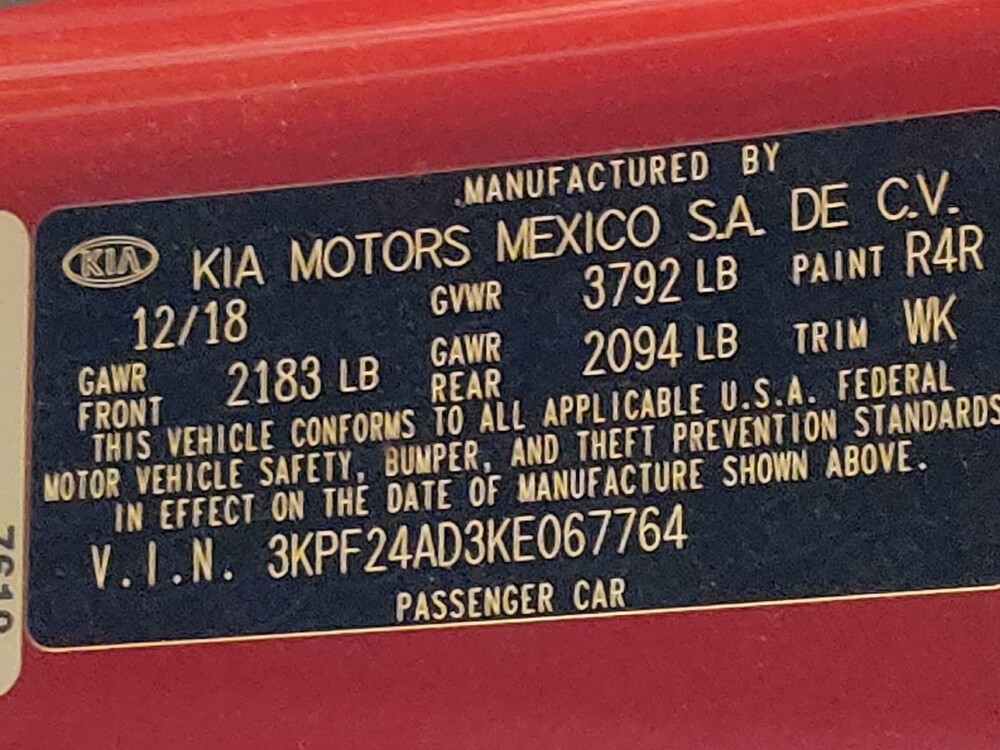 MANUFACTURED BY
KIA KIA MOTORS MEXICO S.A. DE C.V.
12/18 GVWR 3792 LB PAINT R4R
GAWR FRONT 2183 LB GAWR REAR 2094 LB TRIM WK
THIS VEHICLE CONFORMS TO ALL APPLICABLE U.S.A. FEDERAL
MOTOR VEHICLE SAFETY, BUMPER, AND THEFT PREVENTION STANDARDS
IN EFFECT ON THE DATE OF MANUFACTURE SHOWN ABOVE.
V.I.N. 3KPF24AD3KE067764
PASSENGER CAR